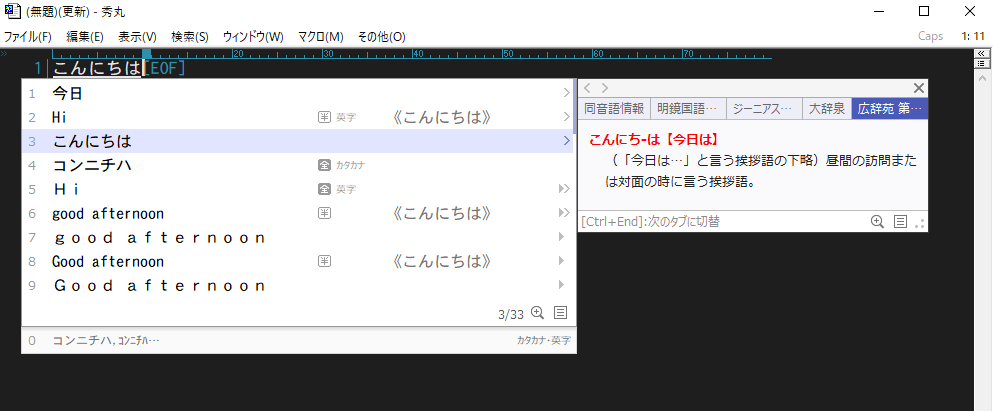 (無題)(更新) - 秀丸
ファイル(F) 編集(E) 表示(V) 検索(S) ウィンドウ(W) マクロ(M) その他(O) Caps 1: 11
20 30 40 50 60 70
1 こんにちは[EOF]
1 今日
2 Hi 半 英字 《こんにちは》
3 こんにちは
4 コンニチハ 全 カタカナ
5 Ｈｉ 全 英字
6 good afternoon 半 《こんにちは》
7 ｇｏｏｄ ａｆｔｅｒｎｏｏｎ
8 Good afternoon 半 《こんにちは》
9 Ｇｏｏｄ ａｆｔｅｒｎｏｏｎ
3/33
0 コンニチハ,ｺﾝﾆﾁﾊ… カタカナ・英字
同音語情報 明鏡国語… ジーニアス… 大辞泉 広辞苑 第…
こんにち‐は【今日は】
（「今日は…」と言う挨拶語の下略）昼間の訪問また
は対面の時に言う挨拶語。
[Ctrl+End]:次のタブに切替